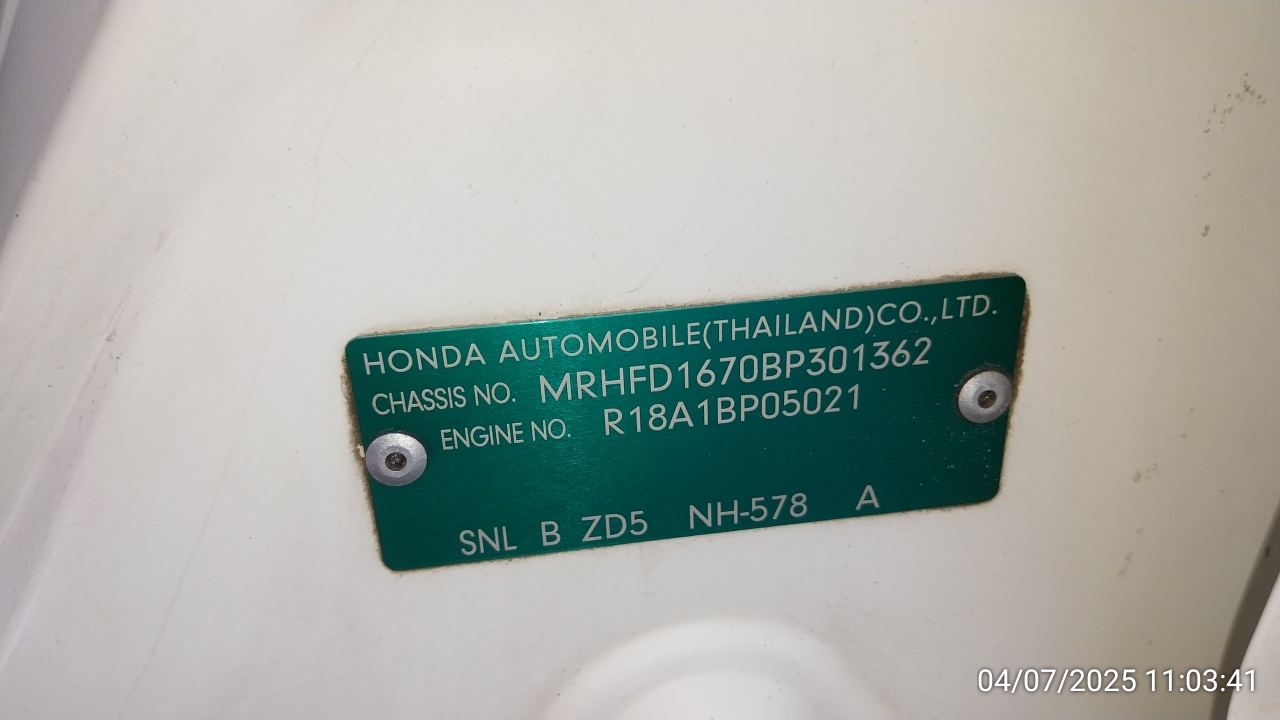 HONDA AUTOMOBILE(THAILAND)CO.,LTD.
CHASSIS NO. MRHFD1670BP301362
ENGINE NO. R18A1BP05021
SNL B ZD5 NH-578 A
04/07/2025 11:03:41